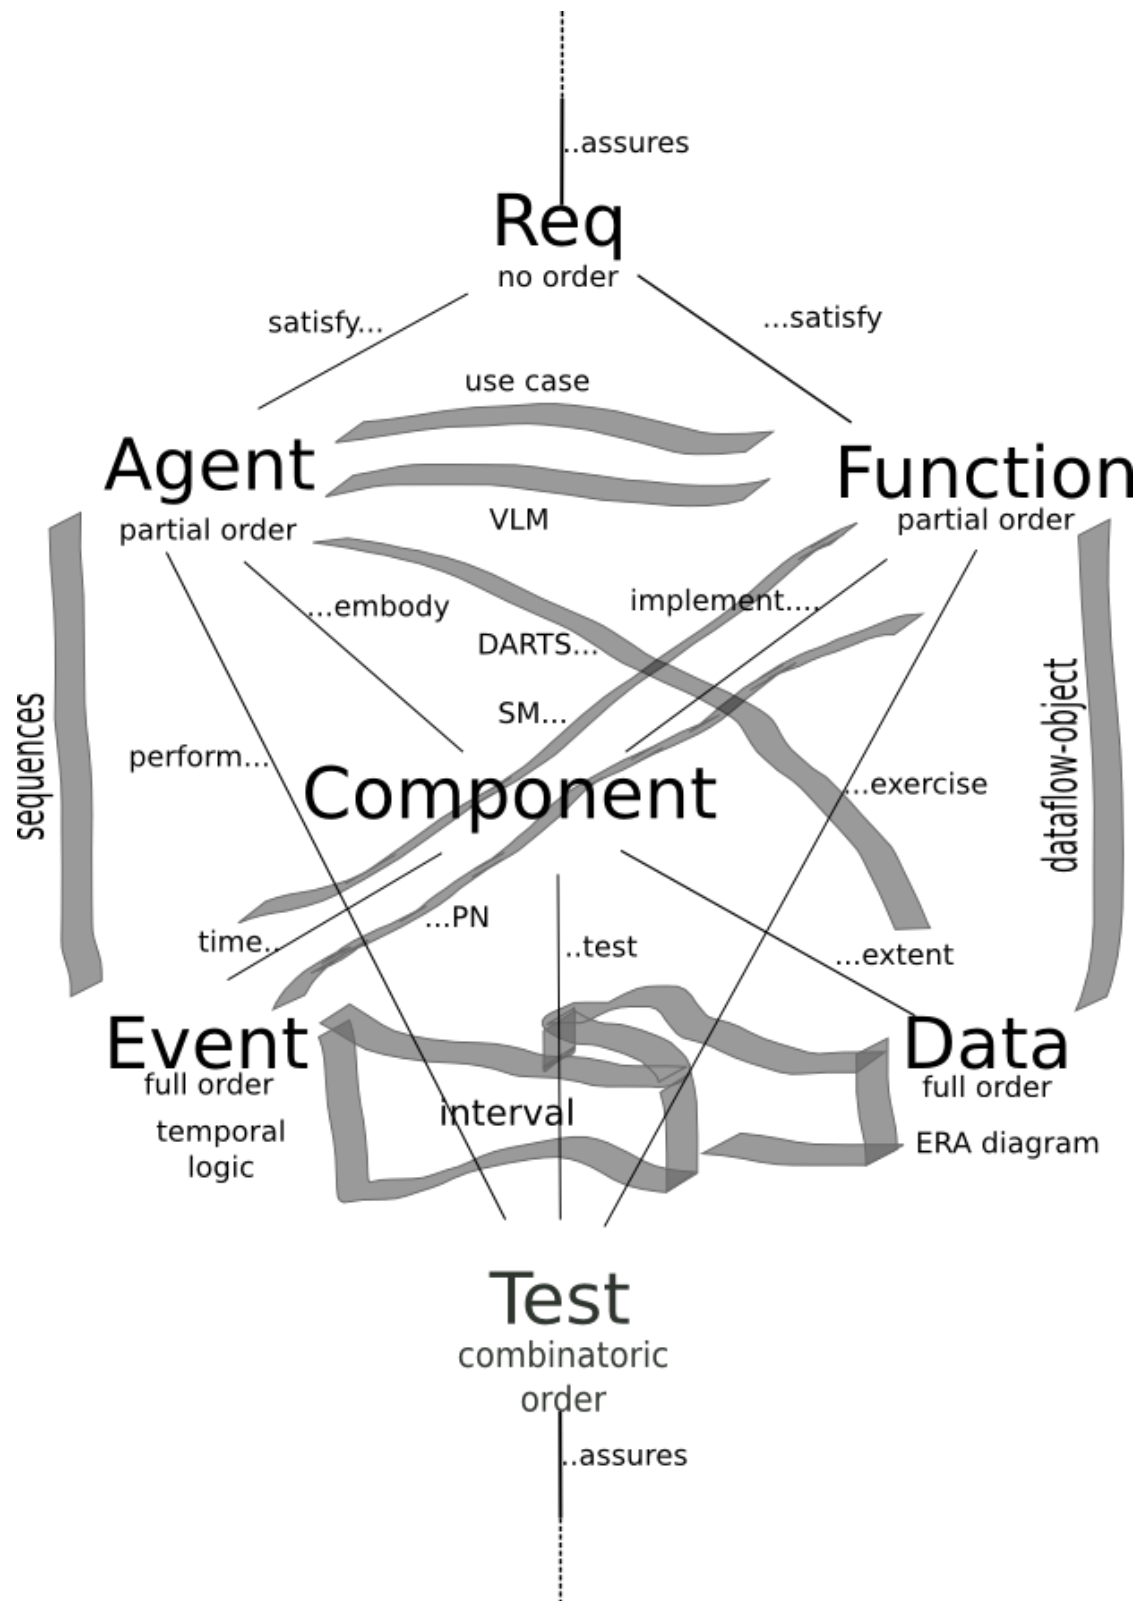 ..assures
Req
no order
satisfy...
...satisfy
use case
Agent
Function
partial order
VLM
partial order
...embody
implement....
DARTS...
SM...
sequences
dataflow-object
perform...
Component
...exercise
...PN
time..
..test
...extent
Event
full order
temporal
logic
interval
Data
full order
ERA diagram
Test
combinatoric
order
..assures